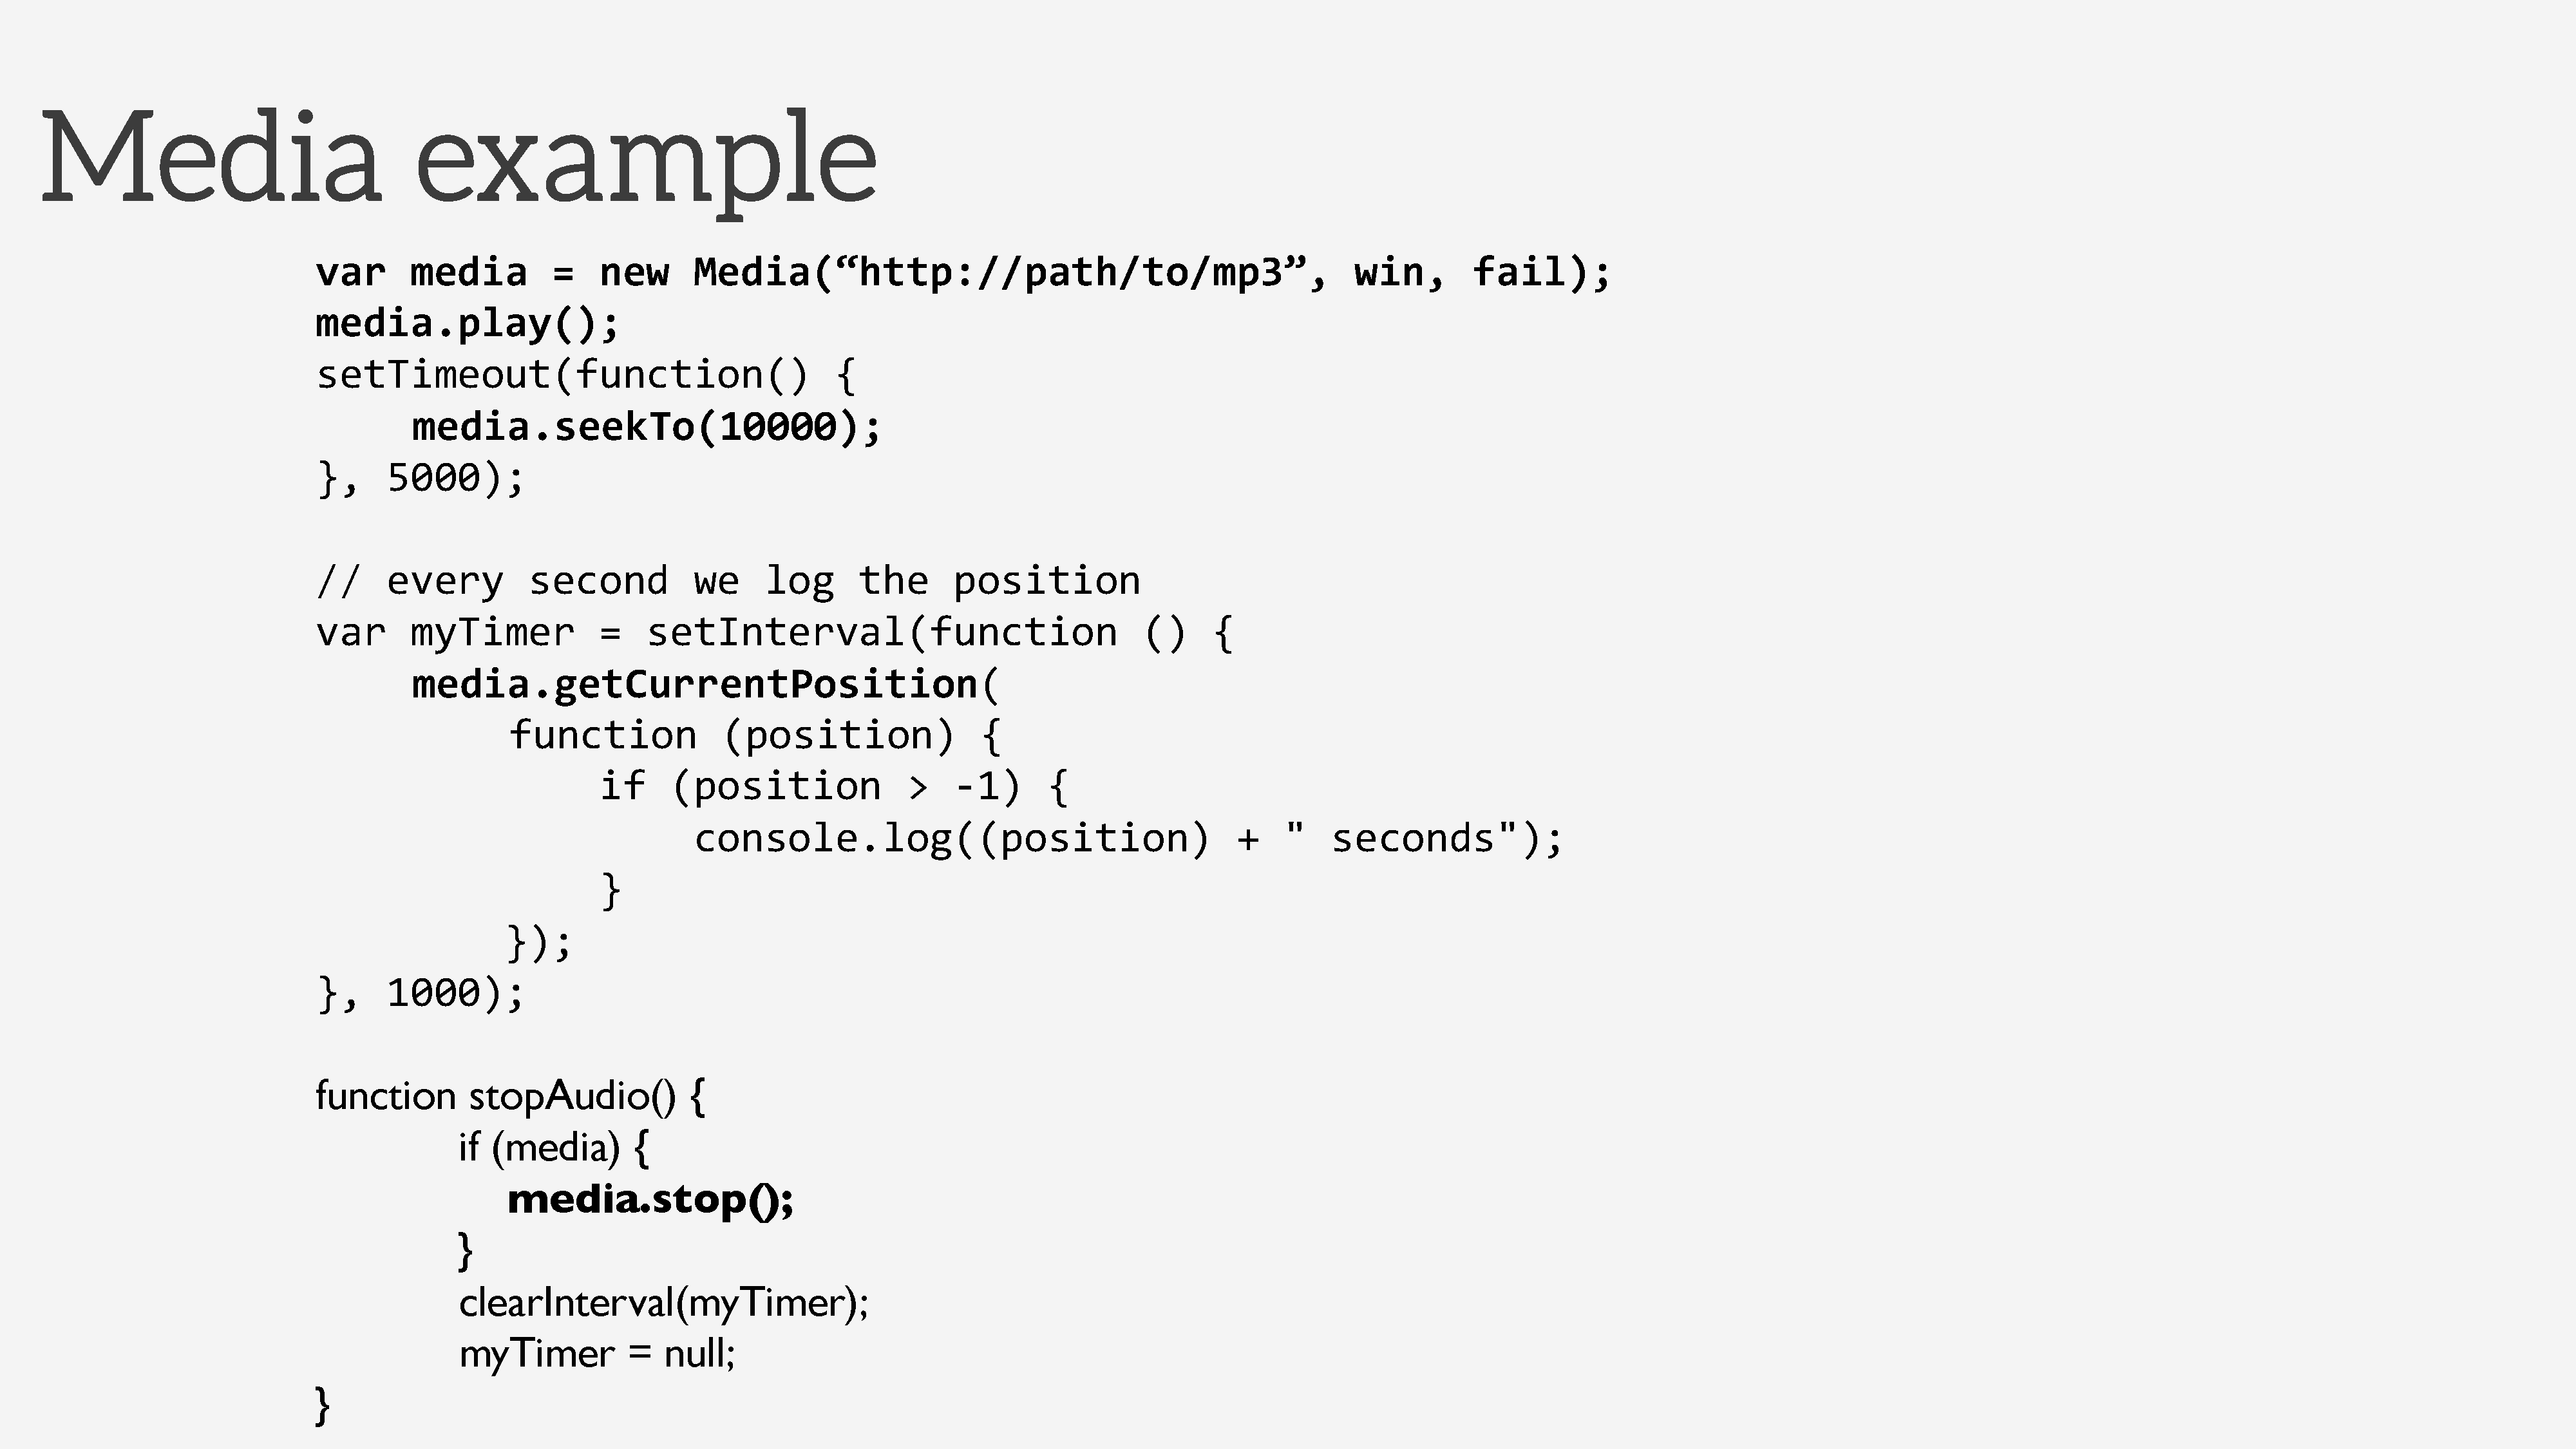 Media example
var media = new Media(“http://path/to/mp3”, win, fail);
media.play();
setTimeout(function() {
media.seekTo(10000);
}, 5000);
// every second we log the position
var myTimer = setInterval(function () {
media.getCurrentPosition(
function (position) {
if (position > -1) {
console.log((position) + " seconds");
}
});
}, 1000);
function stopAudio() {
if (media) {
media.stop();
}
clearInterval(myTimer);
myTimer = null;
}